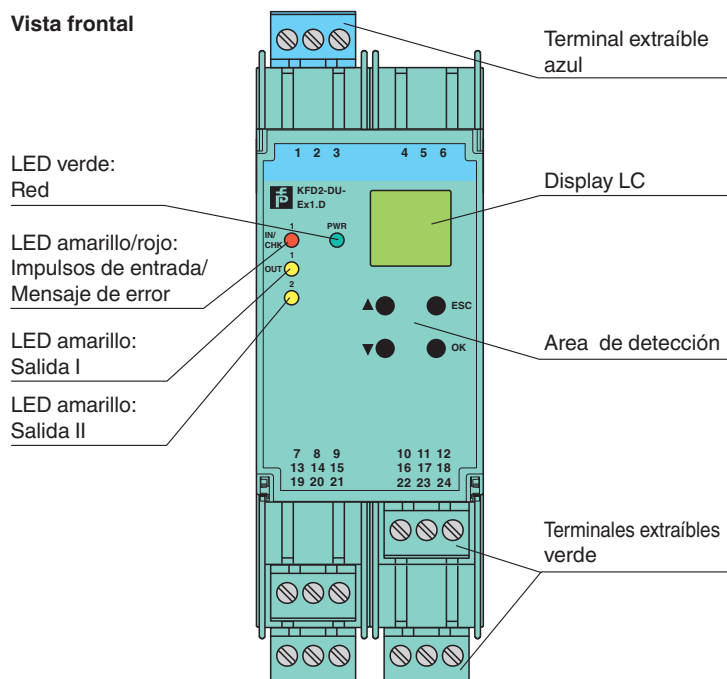 Vista frontal
Terminal extraíble
azul
1 2 3 4 5 6
KFD2-DU-
Ex1.D
LED verde:
Red
Display LC
1 PWR
IN/
CHK
LED amarillo/rojo:
Impulsos de entrada/
Mensaje de error
1
OUT
2
ESC
LED amarillo:
Salida I
Area de detección
OK
LED amarillo:
Salida II
7 8 9 10 11 12
13 14 15 16 17 18
19 20 21 22 23 24
Terminales extraíbles
verde